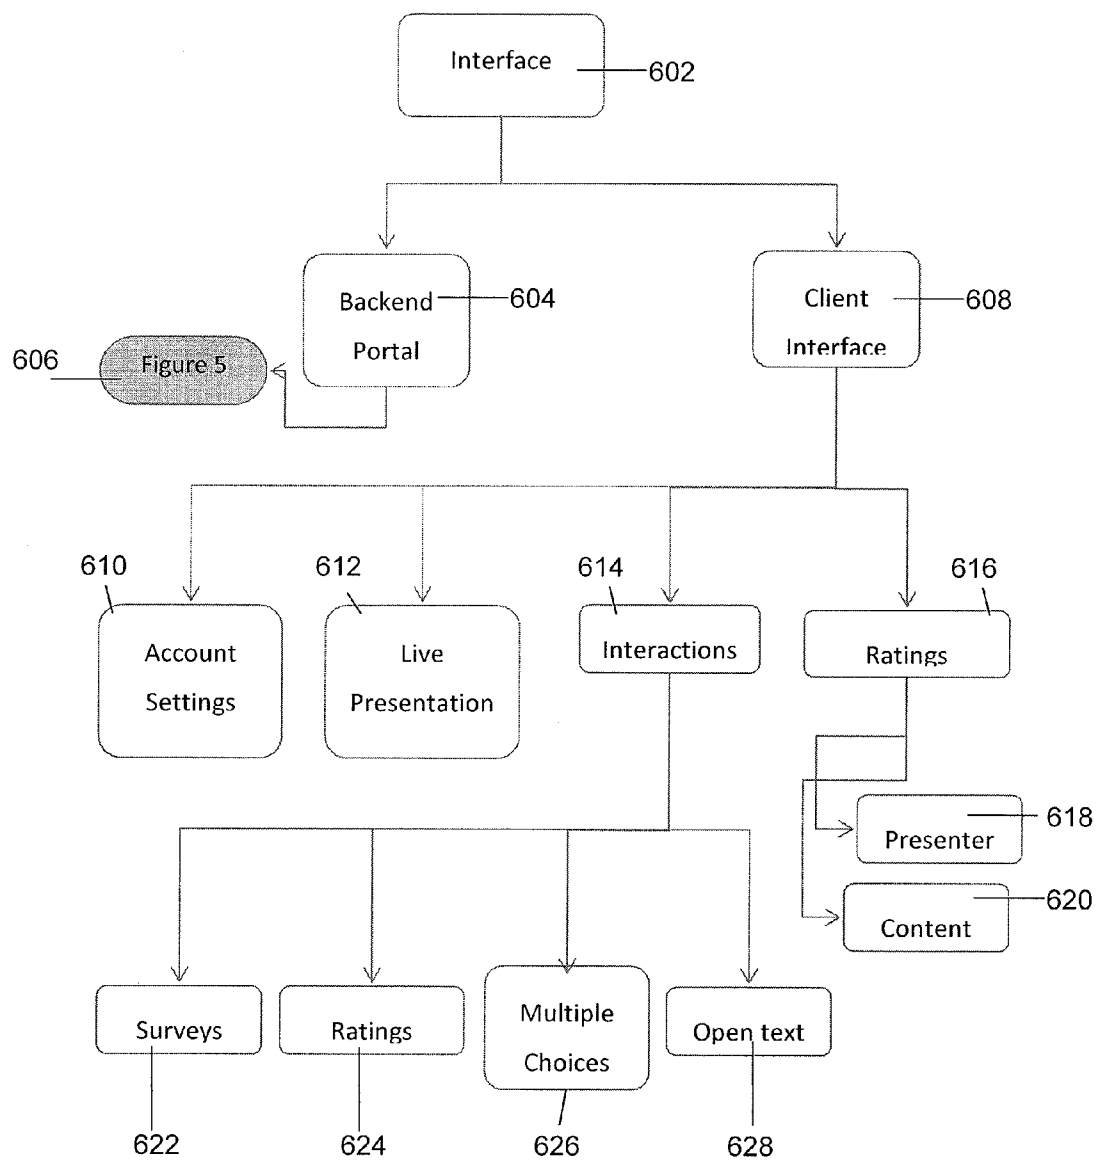 Interface
602
Backend
Portal
604
Client
Interface
608
606
Figure 5
610
612
614
616
Account
Settings
Live
Presentation
Interactions
Ratings
Presenter
618
Content
620
Surveys
Ratings
Multiple
Choices
Open text
622
624
626
628